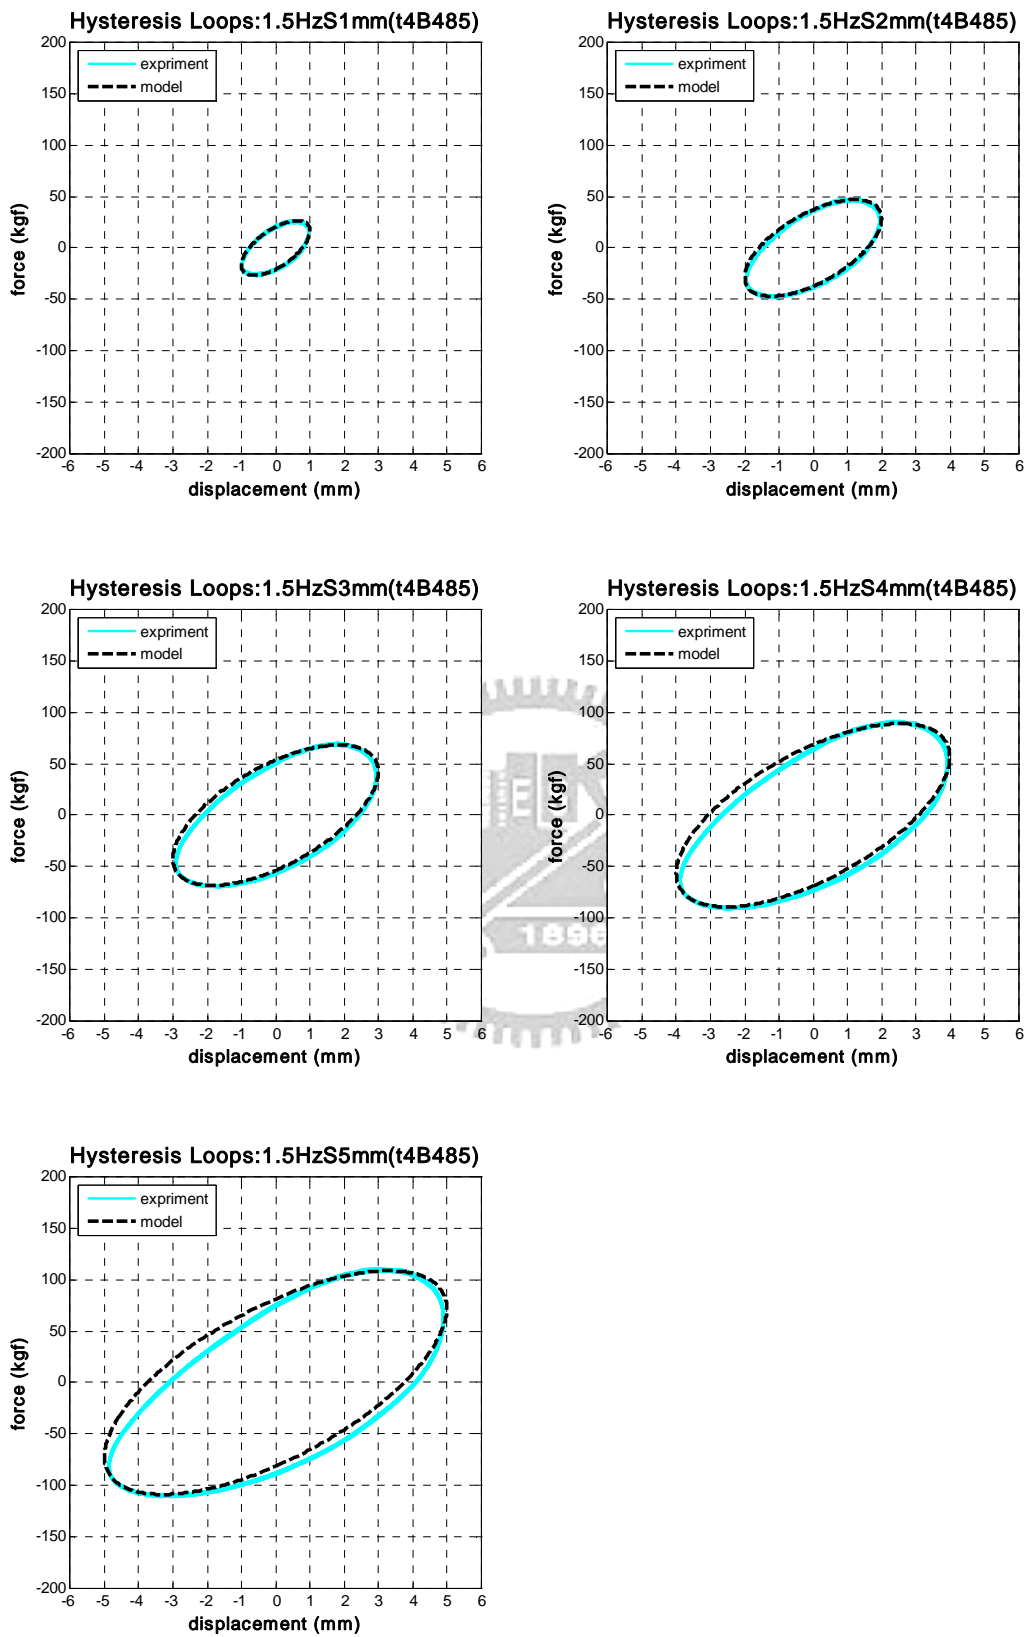 Hysteresis Loops:1.5HzS1mm(t4B485)
expriment
model
200
150
100
50
0
-50
-100
-150
-200
-6 -5 -4 -3 -2 -1 0 1 2 3 4 5 6
force (kgf)
displacement (mm)
Hysteresis Loops:1.5HzS2mm(t4B485)
expriment
model
200
150
100
50
0
-50
-100
-150
-200
-6 -5 -4 -3 -2 -1 0 1 2 3 4 5 6
force (kgf)
displacement (mm)
Hysteresis Loops:1.5HzS3mm(t4B485)
expriment
model
200
150
100
50
0
-50
-100
-150
-200
-6 -5 -4 -3 -2 -1 0 1 2 3 4 5 6
force (kgf)
displacement (mm)
Hysteresis Loops:1.5HzS4mm(t4B485)
expriment
model
200
150
100
50
0
-50
-100
-150
-200
-6 -5 -4 -3 -2 -1 0 1 2 3 4 5 6
force (kgf)
displacement (mm)
1896
Hysteresis Loops:1.5HzS5mm(t4B485)
expriment
model
200
150
100
50
0
-50
-100
-150
-200
-6 -5 -4 -3 -2 -1 0 1 2 3 4 5 6
force (kgf)
displacement (mm)